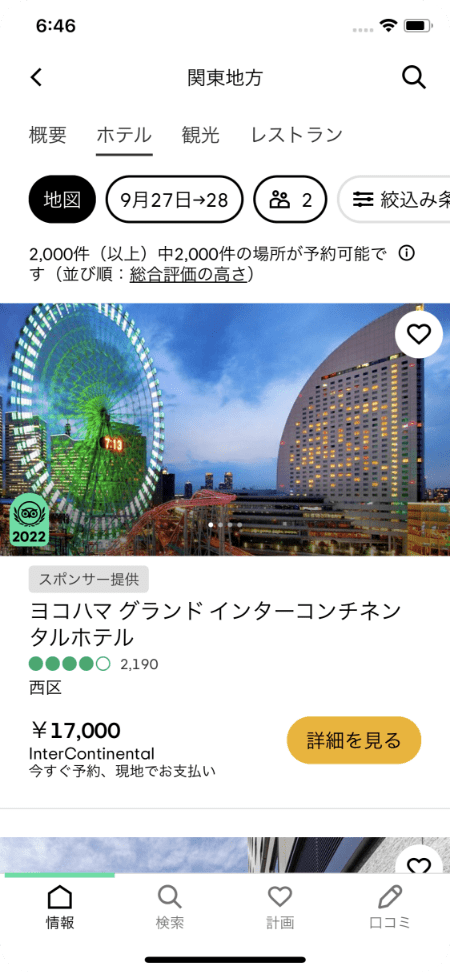 6:46
関東地方
概要 ホテル 観光 レストラン
地図 9月27日→28 2 絞込み条
2,000件（以上）中2,000件の場所が予約可能で
す（並び順：総合評価の高さ）
7:13
2022
スポンサー提供
ヨコハマ グランド インターコンチネン
タルホテル
2,190
西区
￥17,000
InterContinental
今すぐ予約、現地でお支払い
詳細を見る
情報 検索 計画 口コミ